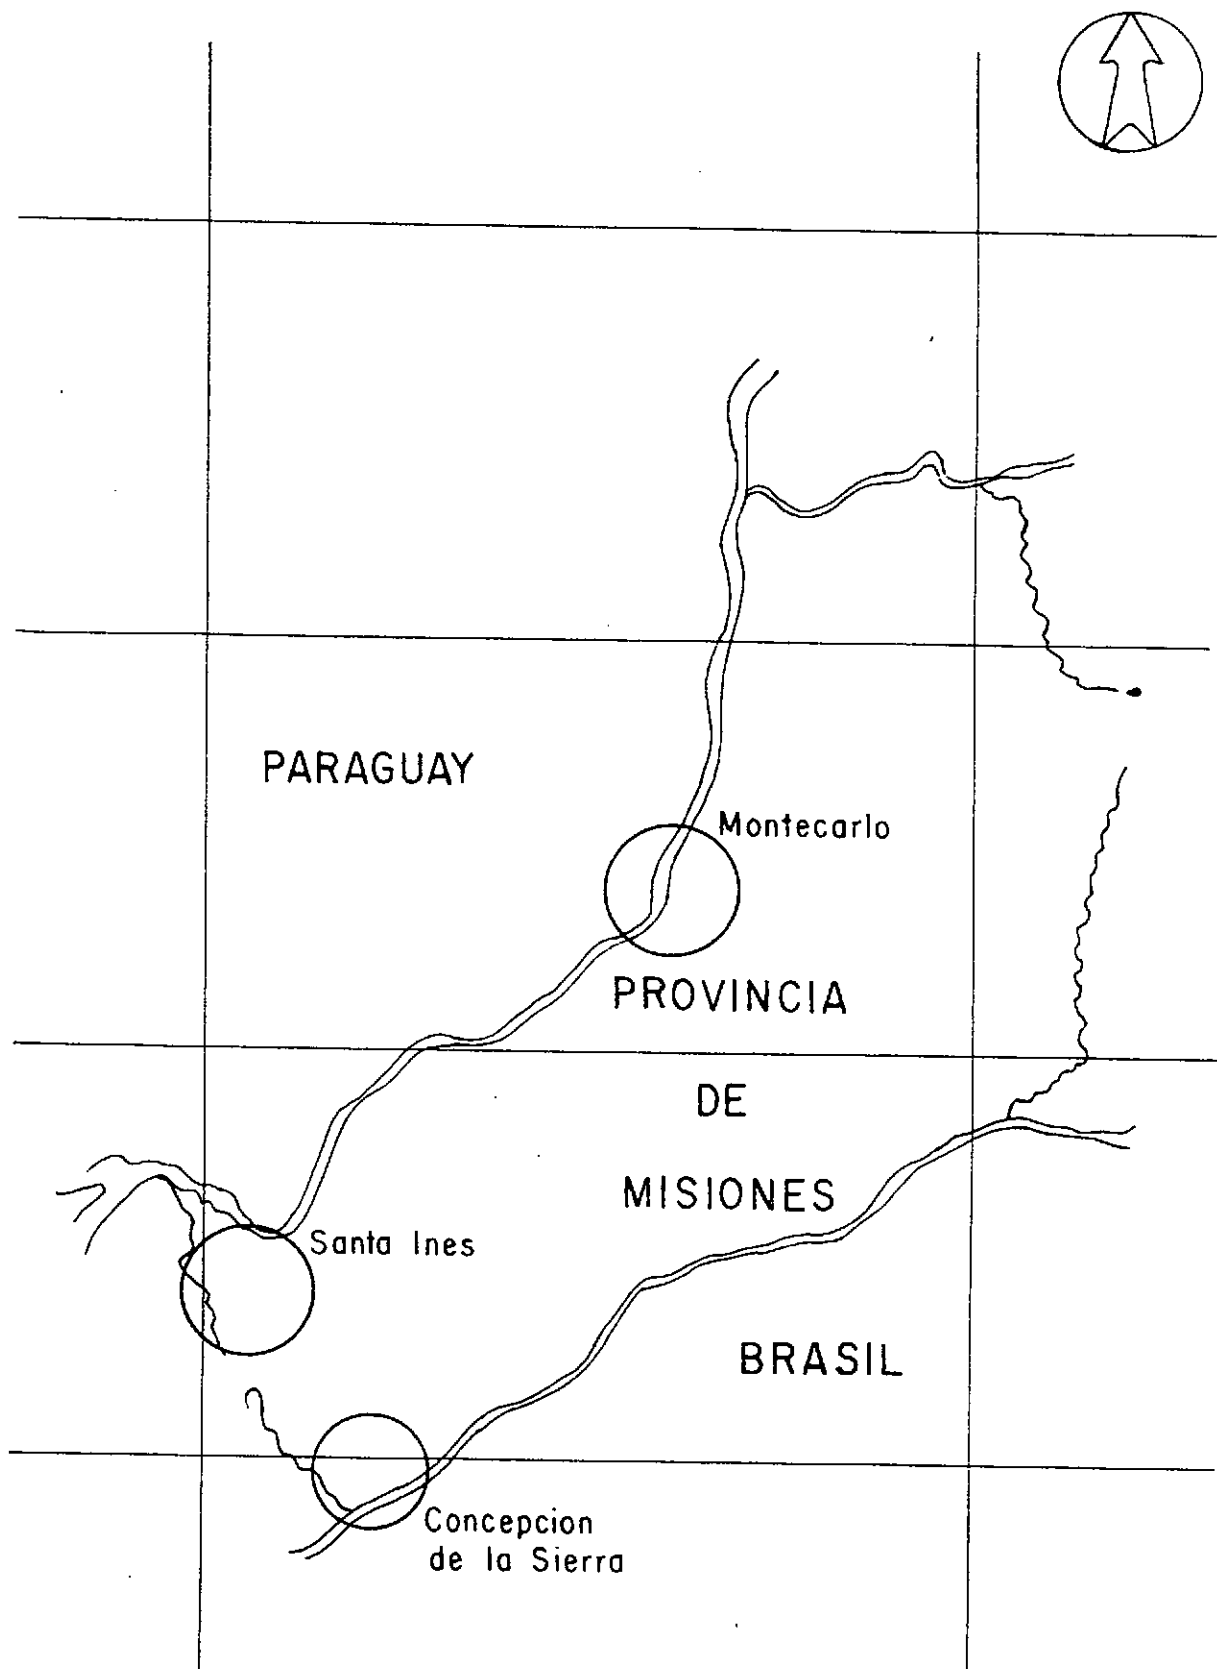 PARAGUAY
Montecarlo
PROVINCIA
DE
MISIONES
Santa Ines
BRASIL
Concepcion
de la Sierra